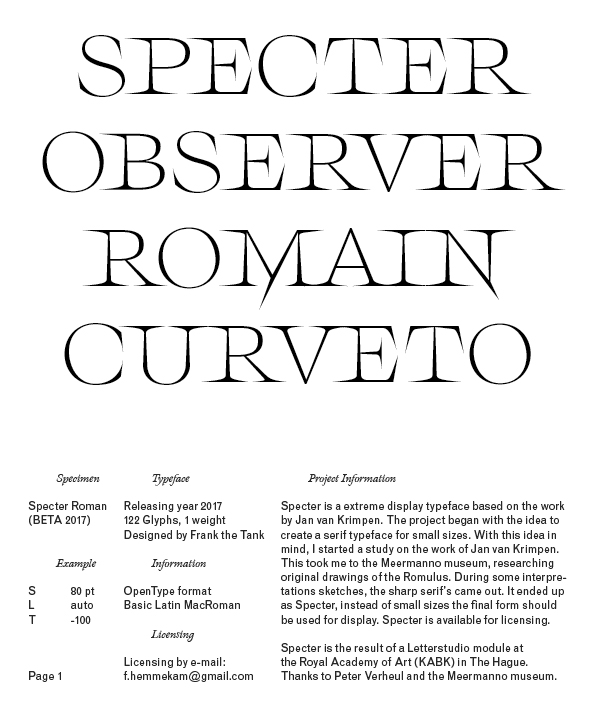 SPECTER
OBSERVER
ROMAIN
CURVETO
Specimen
Specter Roman
(BETA 2017)
Example
S 80 pt
L auto
T -100
Page 1
Typeface
Releasing year 2017
122 Glyphs, 1 weight
Designed by Frank the Tank
Information
OpenType format
Basic Latin MacRoman
Licensing
Licensing by e-mail:
f.hemmekam@gmail.com
Project Information
Specter is a extreme display typeface based on the work
by Jan van Krimpen. The project began with the idea to
create a serif typeface for small sizes. With this idea in
mind, I started a study on the work of Jan van Krimpen.
This took me to the Meermanno museum, researching
original drawings of the Romulus. During some interpre-
tations sketches, the sharp serif's came out. It ended up
as Specter, instead of small sizes the final form should
be used for display. Specter is available for licensing.
Specter is the result of a Letterstudio module at
the Royal Academy of Art (KABK) in The Hague.
Thanks to Peter Verheul and the Meermanno museum.